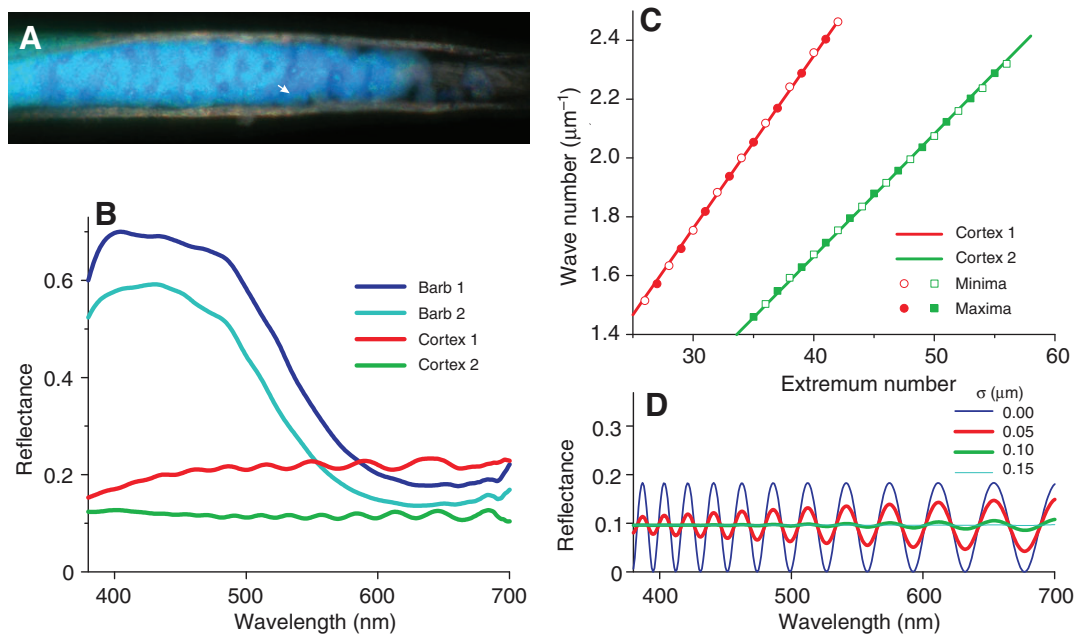 A
B
0.6
0.4
0.2
0
Reflectance
400
500
600
700
Wavelength (nm)
Barb 1
Barb 2
Cortex 1
Cortex 2
C
2.4
2.2
2.0
1.8
1.6
1.4
Wave number (μm⁻¹)
30
40
50
60
Extremum number
Cortex 1
Cortex 2
Minima
Maxima
D
σ (μm)
0.00
0.05
0.10
0.15
0.3
0.2
0.1
0
Reflectance
400
500
600
700
Wavelength (nm)